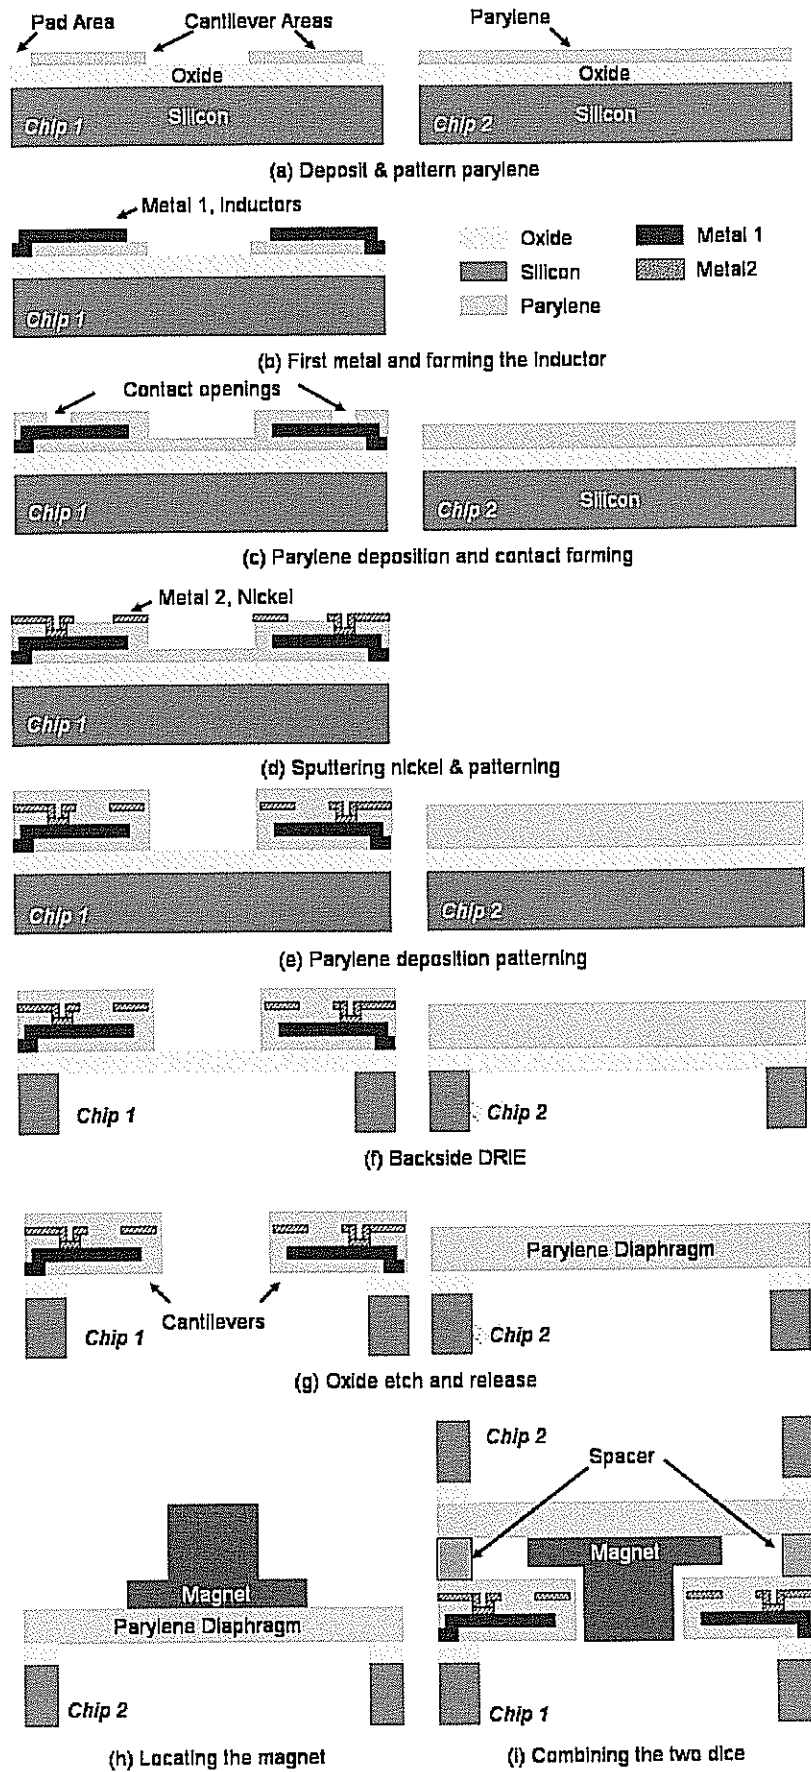 Pad Area
Cantilever Areas
Parylene
Oxide
Oxide
Silicon
Silicon
Chip 1
Chip 2
(a) Deposit & pattern parylene
Metal 1, Inductors
Oxide
Metal 1
Silicon
Metal2
Parylene
Chip 1
(b) First metal and forming the Inductor
Contact openings
Chip 1
Chip 2
Silicon
(c) Parylene deposition and contact forming
Metal 2, Nickel
Chip 1
(d) Sputtering nickel & patterning
Chip 1
Chip 2
(e) Parylene deposition patterning
Chip 1
Chip 2
(f) Backside DRIE
Parylene Diaphragm
Cantilevers
Chip 1
Chip 2
(g) Oxide etch and release
Chip 2
Spacer
Magnet
Magnet
Parylene Diaphragm
Chip 2
Chip 1
(h) Locating the magnet
(i) Combining the two dice